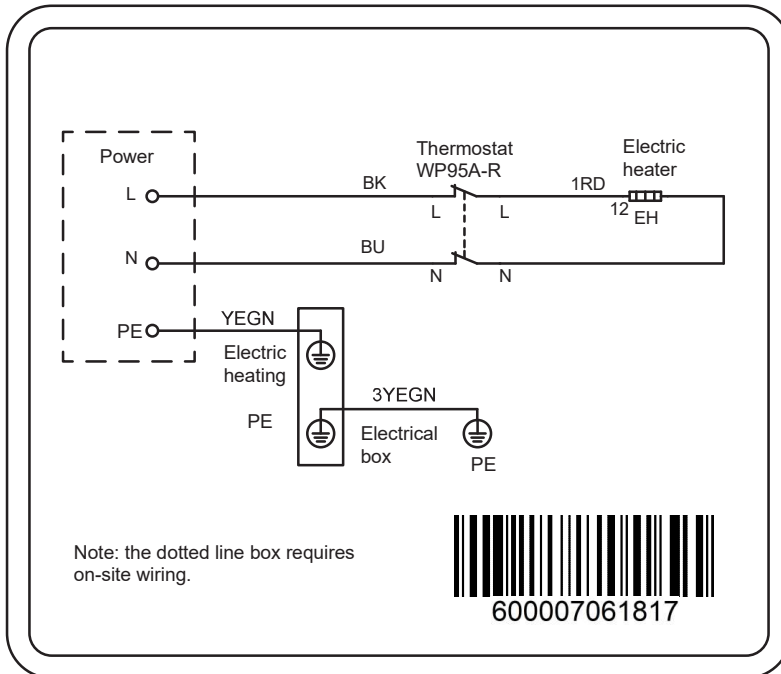 Power
L
N
PE
BK
BU
YEGN
Thermostat
WP95A-R
L
L
N
N
1RD
Electric
heater
12
EH
Electric
heating
PE
3YEGN
Electrical
box
PE
Note: the dotted line box requires
on-site wiring.
600007061817